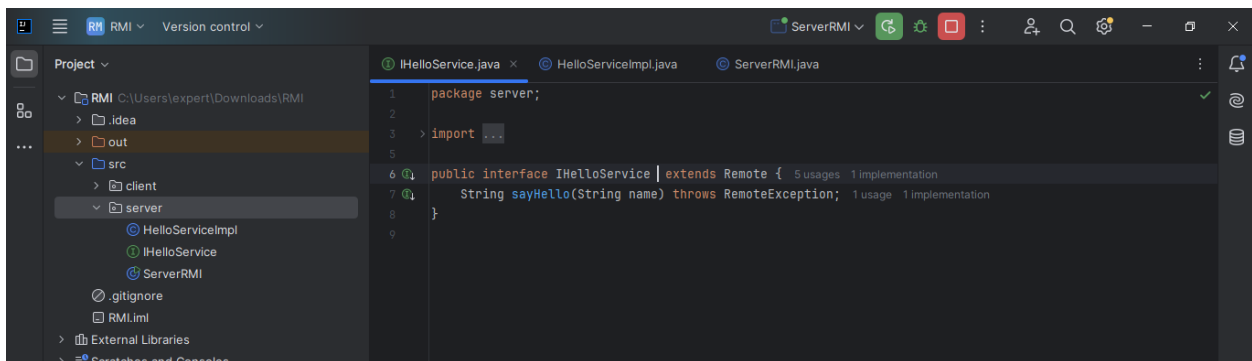 RM RMI Version control ServerRMI
Project
RMI C:\Users\expert\Downloads\RMI
.idea
out
src
client
server
HelloServiceImpl
IHelloService
ServerRMI
.gitignore
RMI.iml
External Libraries
Scratches and Consoles
IHelloService.java HelloServiceImpl.java ServerRMI.java
1 package server;
2
3 import ...
5
6 public interface IHelloService extends Remote { 5 usages 1 implementation
7 String sayHello(String name) throws RemoteException; 1 usage 1 implementation
8 }
9